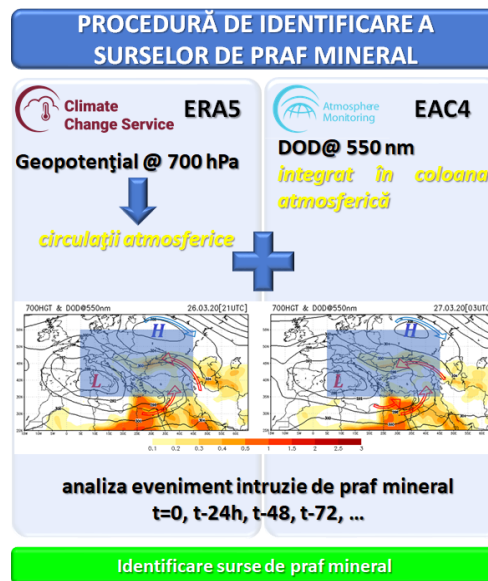 PROCEDURĂ DE IDENTIFICARE A
SURSELOR DE PRAF MINERAL
Climate
Change Service
ERA5
Geopotențial @ 700 hPa
circulații atmosferice
Atmosphere
Monitoring
EAC4
DOD@ 550 nm
integrat în coloana
atmosferică
700HGT & DOD@550nm 26.03.20[21UTC]
H
L
700HGT & DOD@550nm 27.03.20[03UTC]
H
L
0.1 0.2 0.3 0.4 0.5 1 1.5 2 2.5 3
analiza eveniment intruzie de praf mineral
t=0, t-24h, t-48, t-72, ...
Identificare surse de praf mineral